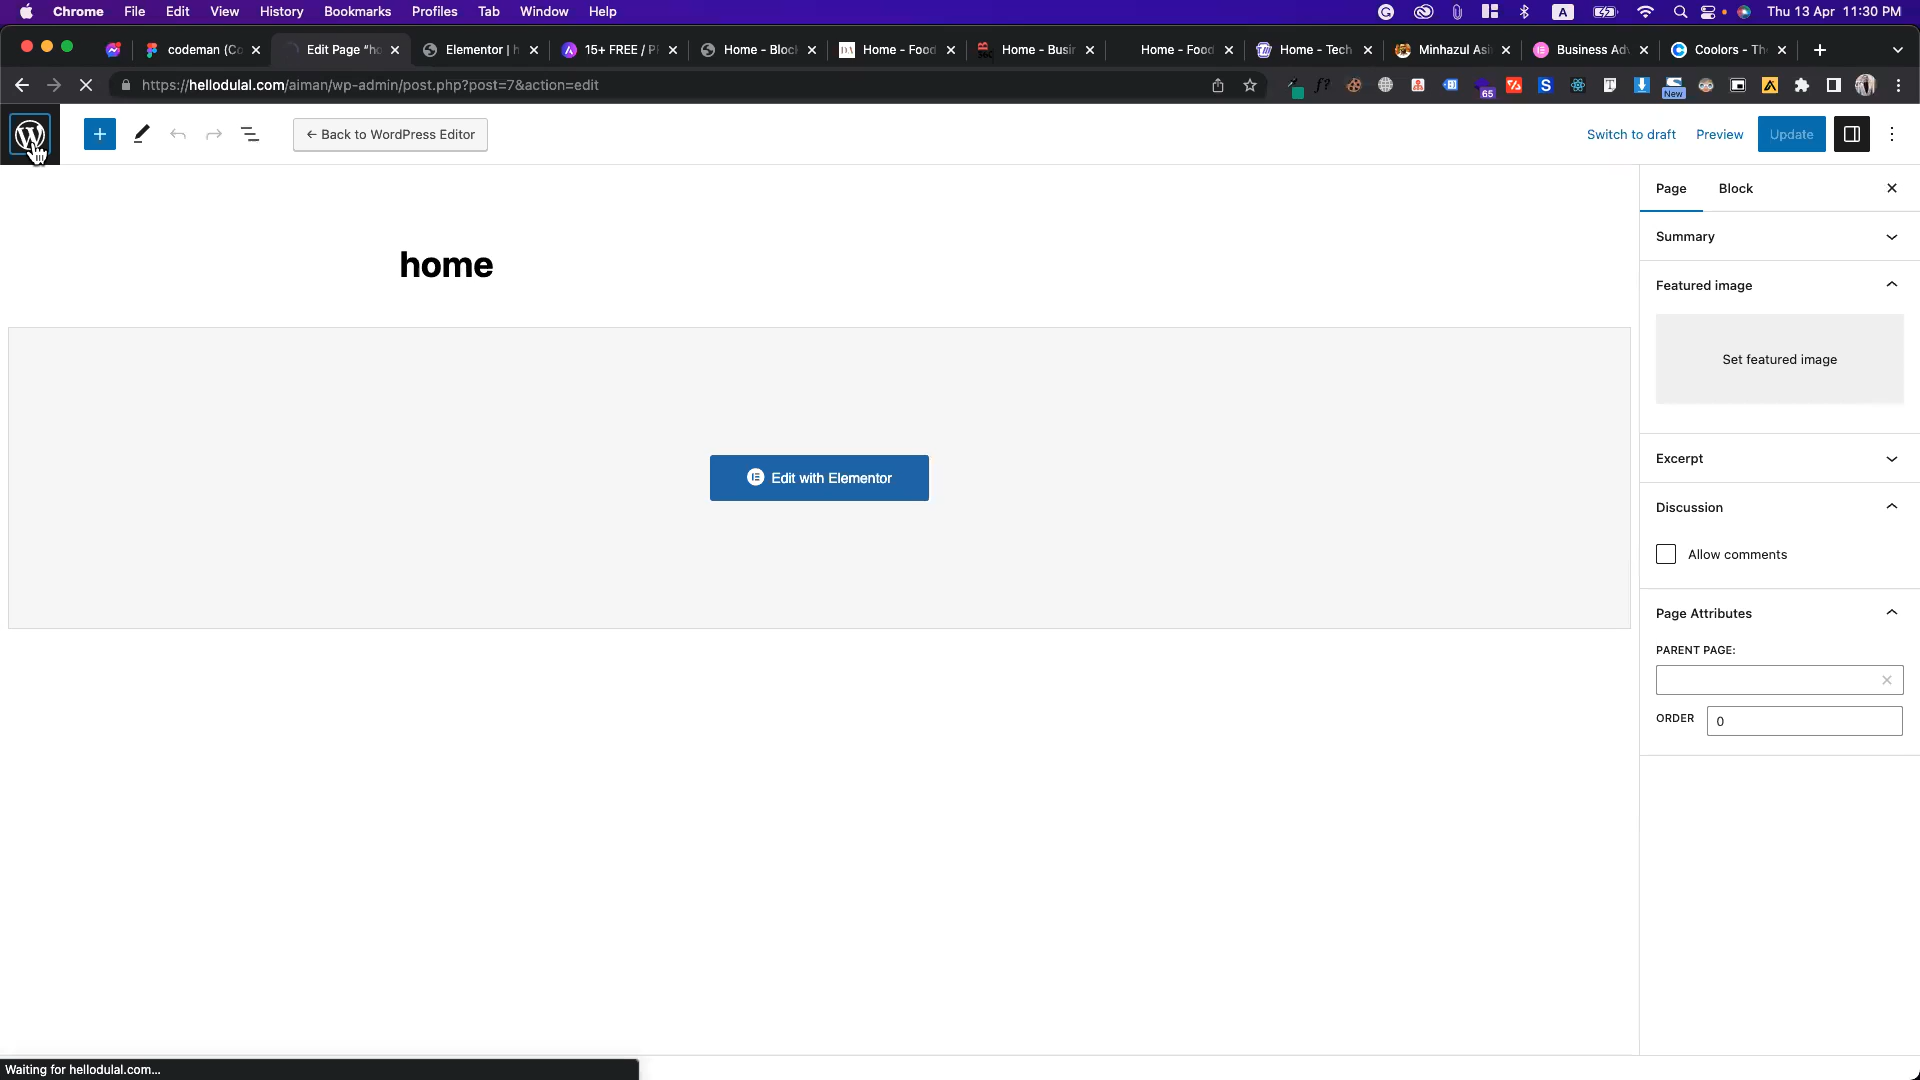 Chrome File Edit View History Bookmarks Profiles Tab Window Help A Thu 13 Apr 11:30 PM
codeman (Co Edit Page "ho Elementor | h 15+ FREE / P Home - Bloc Home - Food Home - Busir Home - Food Home - Tech Minhazul Asi Business Adv Coolors - Th
https://hellodulal.com/aiman/wp-admin/post.php?post=7&action=edit
65 New
← Back to WordPress Editor Switch to draft Preview Update
Page Block
Summary
home
Featured image
Set featured image
Excerpt
Edit with Elementor
Discussion
Allow comments
Page Attributes
PARENT PAGE:
ORDER 0
Waiting for hellodulal.com...